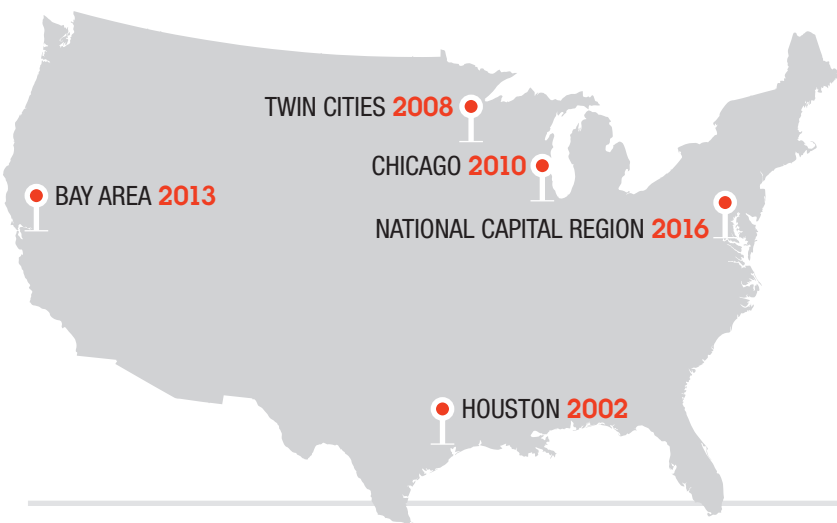 TWIN CITIES 2008
CHICAGO 2010
BAY AREA 2013
NATIONAL CAPITAL REGION 2016
HOUSTON 2002